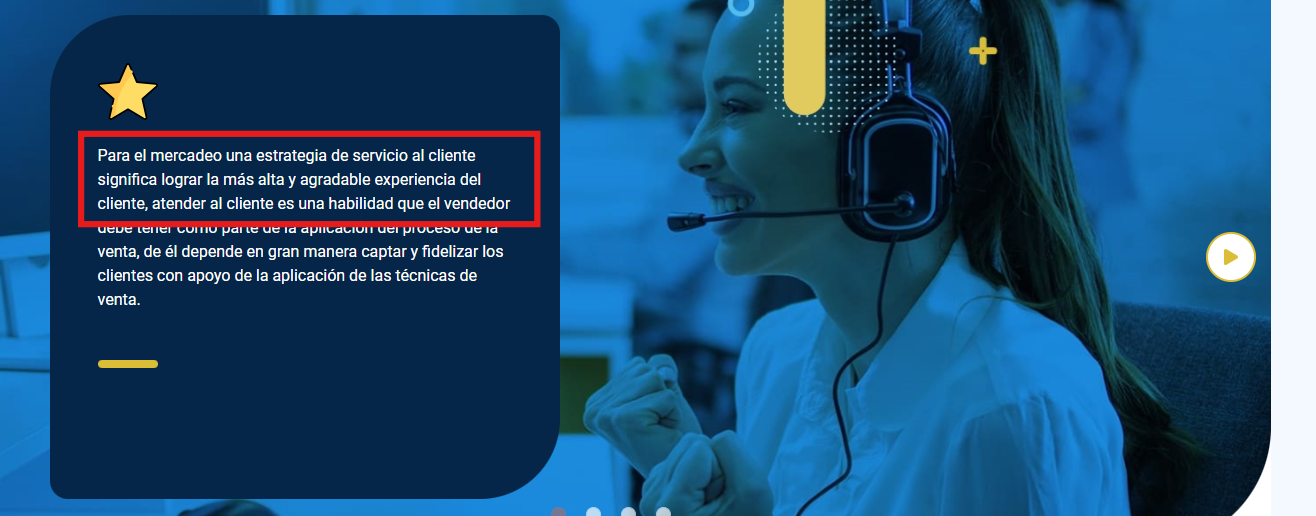 Para el mercadeo una estrategia de servicio al cliente
significa lograr la más alta y agradable experiencia del
cliente, atender al cliente es una habilidad que el vendedor
debe tener como parte de la aplicación del proceso de la
venta, de él depende en gran manera captar y fidelizar los
clientes con apoyo de la aplicación de las técnicas de
venta.